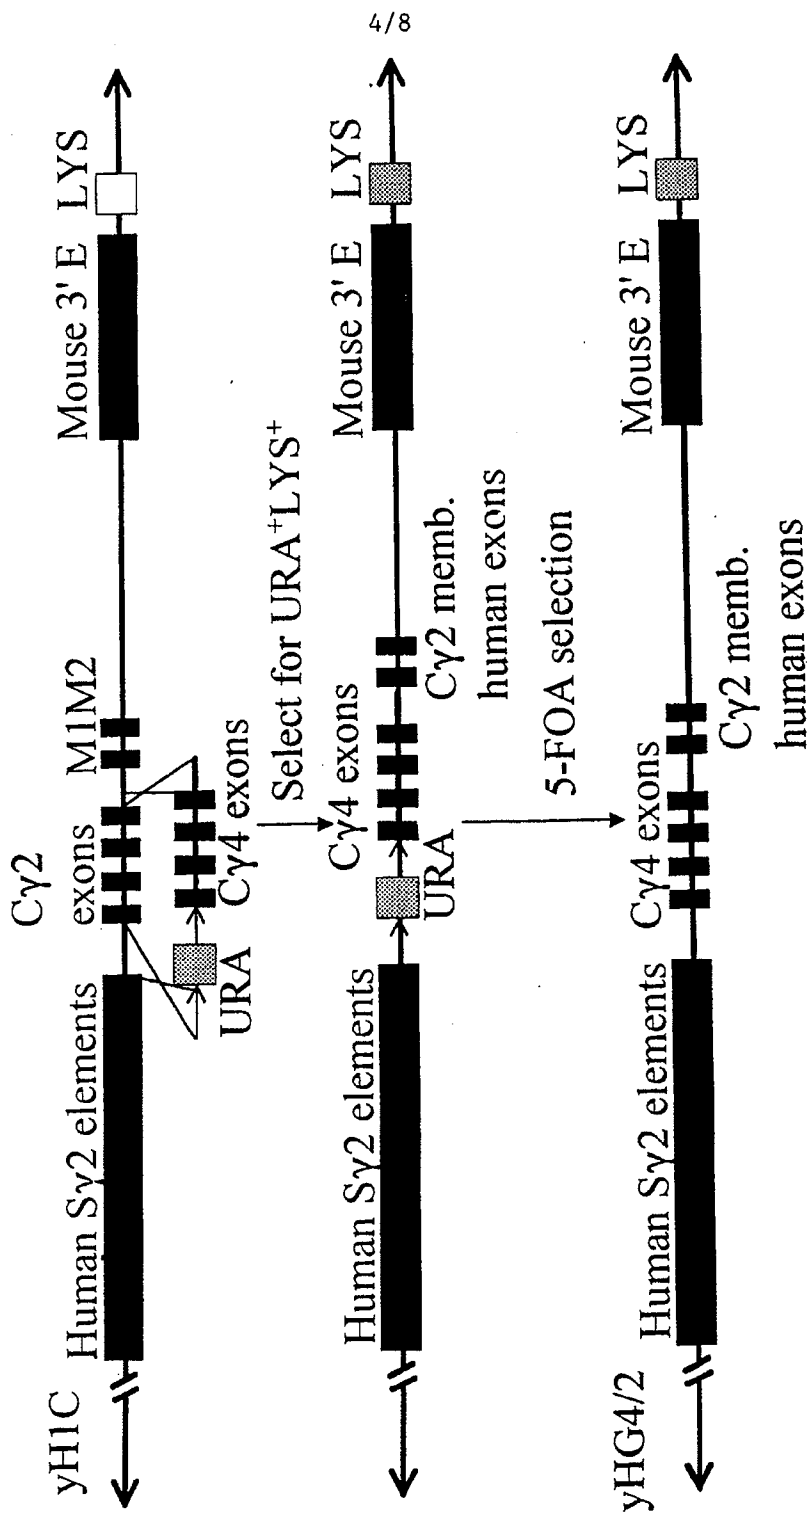 4/8
yH1C
Human Sγ2 elements
Cγ2
exons
M1M2
Mouse 3' E
LYS
URA
Cγ4 exons
Select for URA⁺LYS⁺
Human Sγ2 elements
URA
Cγ4 exons
Cγ2 memb.
human exons
Mouse 3' E
LYS
5-FOA selection
yHG4/2
Human Sγ2 elements
Cγ4 exons
Cγ2 memb.
human exons
Mouse 3' E
LYS